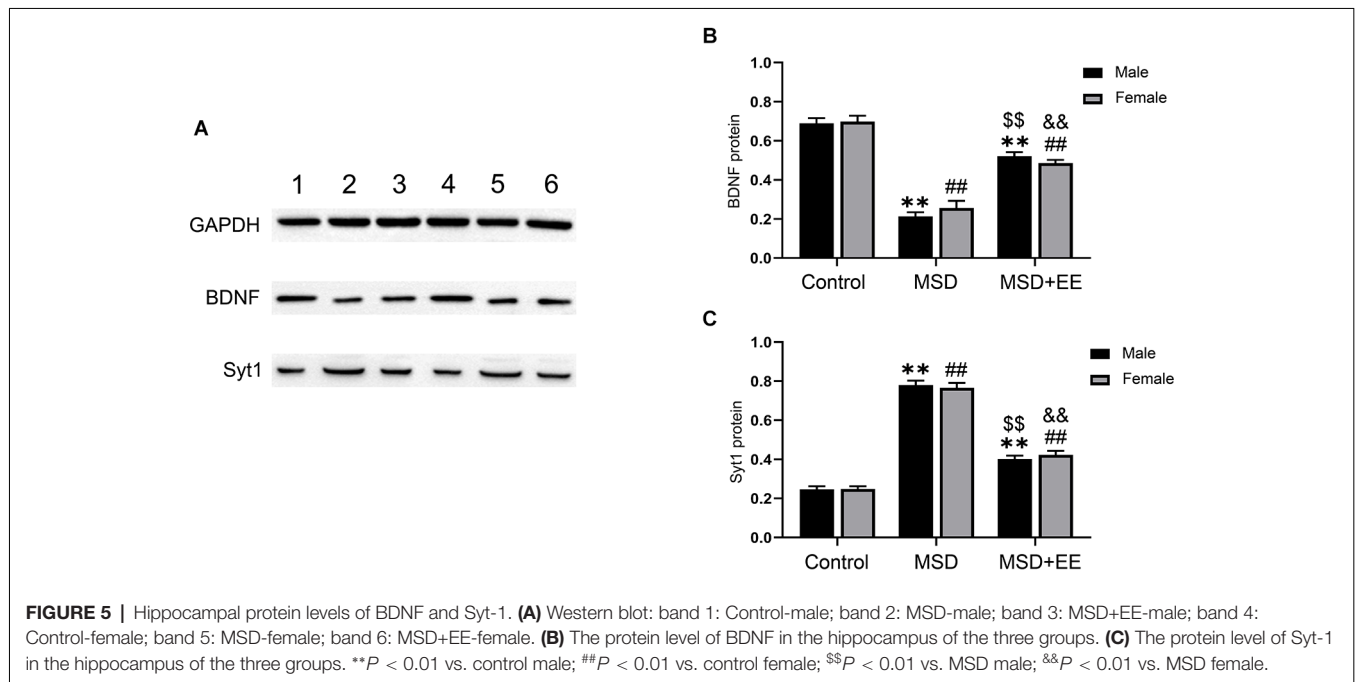 A
1 2 3 4 5 6
GAPDH
BDNF
Syt1
B
BDNF protein
1.0
0.8
0.6
0.4
0.2
0.0
** ## $$ &&
** ##
Control MSD MSD+EE
Male
Female
C
Syt1 protein
1.0
0.8
0.6
0.4
0.2
0.0
** ## $$ &&
** ##
Control MSD MSD+EE
Male
Female
FIGURE 5 | Hippocampal protein levels of BDNF and Syt-1. (A) Western blot: band 1: Control-male; band 2: MSD-male; band 3: MSD+EE-male; band 4:
Control-female; band 5: MSD-female; band 6: MSD+EE-female. (B) The protein level of BDNF in the hippocampus of the three groups. (C) The protein level of Syt-1
in the hippocampus of the three groups. **P < 0.01 vs. control male; ##P < 0.01 vs. control female; $$P < 0.01 vs. MSD male; &&P < 0.01 vs. MSD female.